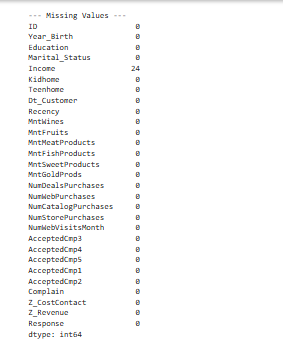 --- Missing Values ---
ID 0
Year_Birth 0
Education 0
Marital_Status 0
Income 24
Kidhome 0
Teenhome 0
Dt_Customer 0
Recency 0
MntWines 0
MntFruits 0
MntMeatProducts 0
MntFishProducts 0
MntSweetProducts 0
MntGoldProds 0
NumDealsPurchases 0
NumWebPurchases 0
NumCatalogPurchases 0
NumStorePurchases 0
NumWebVisitsMonth 0
AcceptedCmp3 0
AcceptedCmp4 0
AcceptedCmp5 0
AcceptedCmp1 0
AcceptedCmp2 0
Complain 0
Z_CostContact 0
Z_Revenue 0
Response 0
dtype: int64